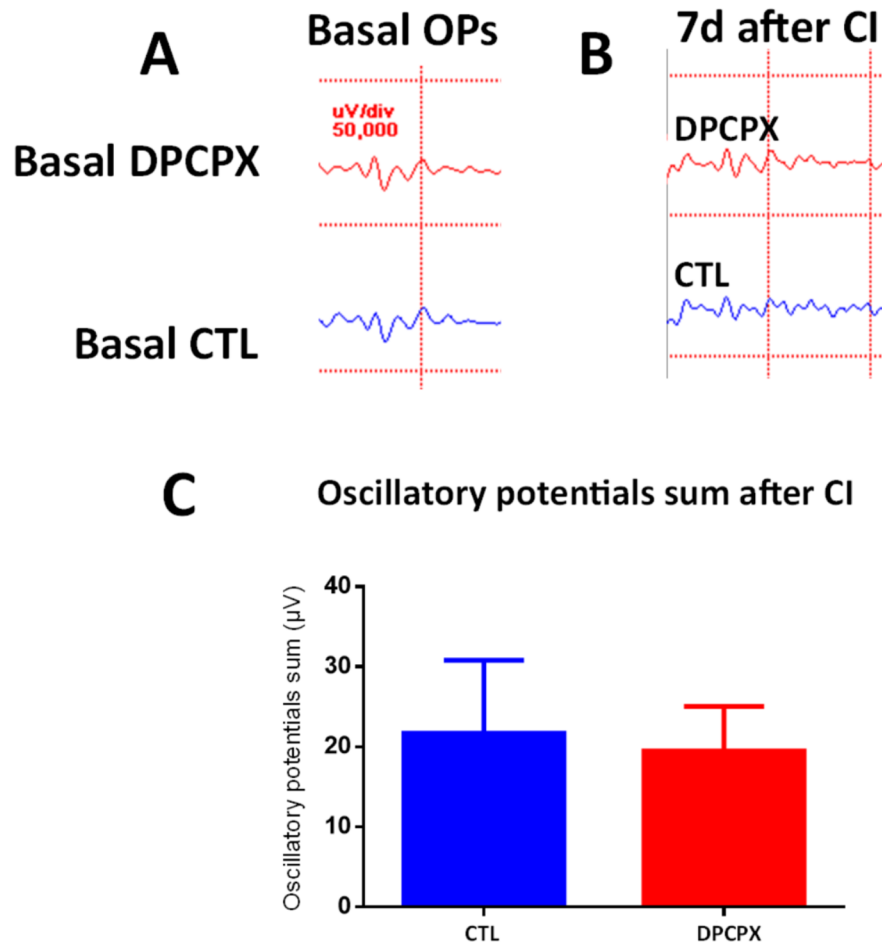 A
Basal OPs
B
7d after CI
uV/div
50,000
Basal DPCPX
DPCPX
CTL
Basal CTL
C
Oscillatory potentials sum after CI
Oscillatory potentials sum (µV)
40
30
20
10
0
CTL
DPCPX